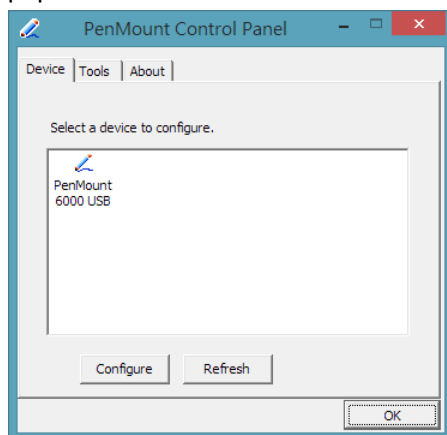 PenMount Control Panel
Device Tools About
Select a device to configure.
PenMount
6000 USB
Configure Refresh
OK